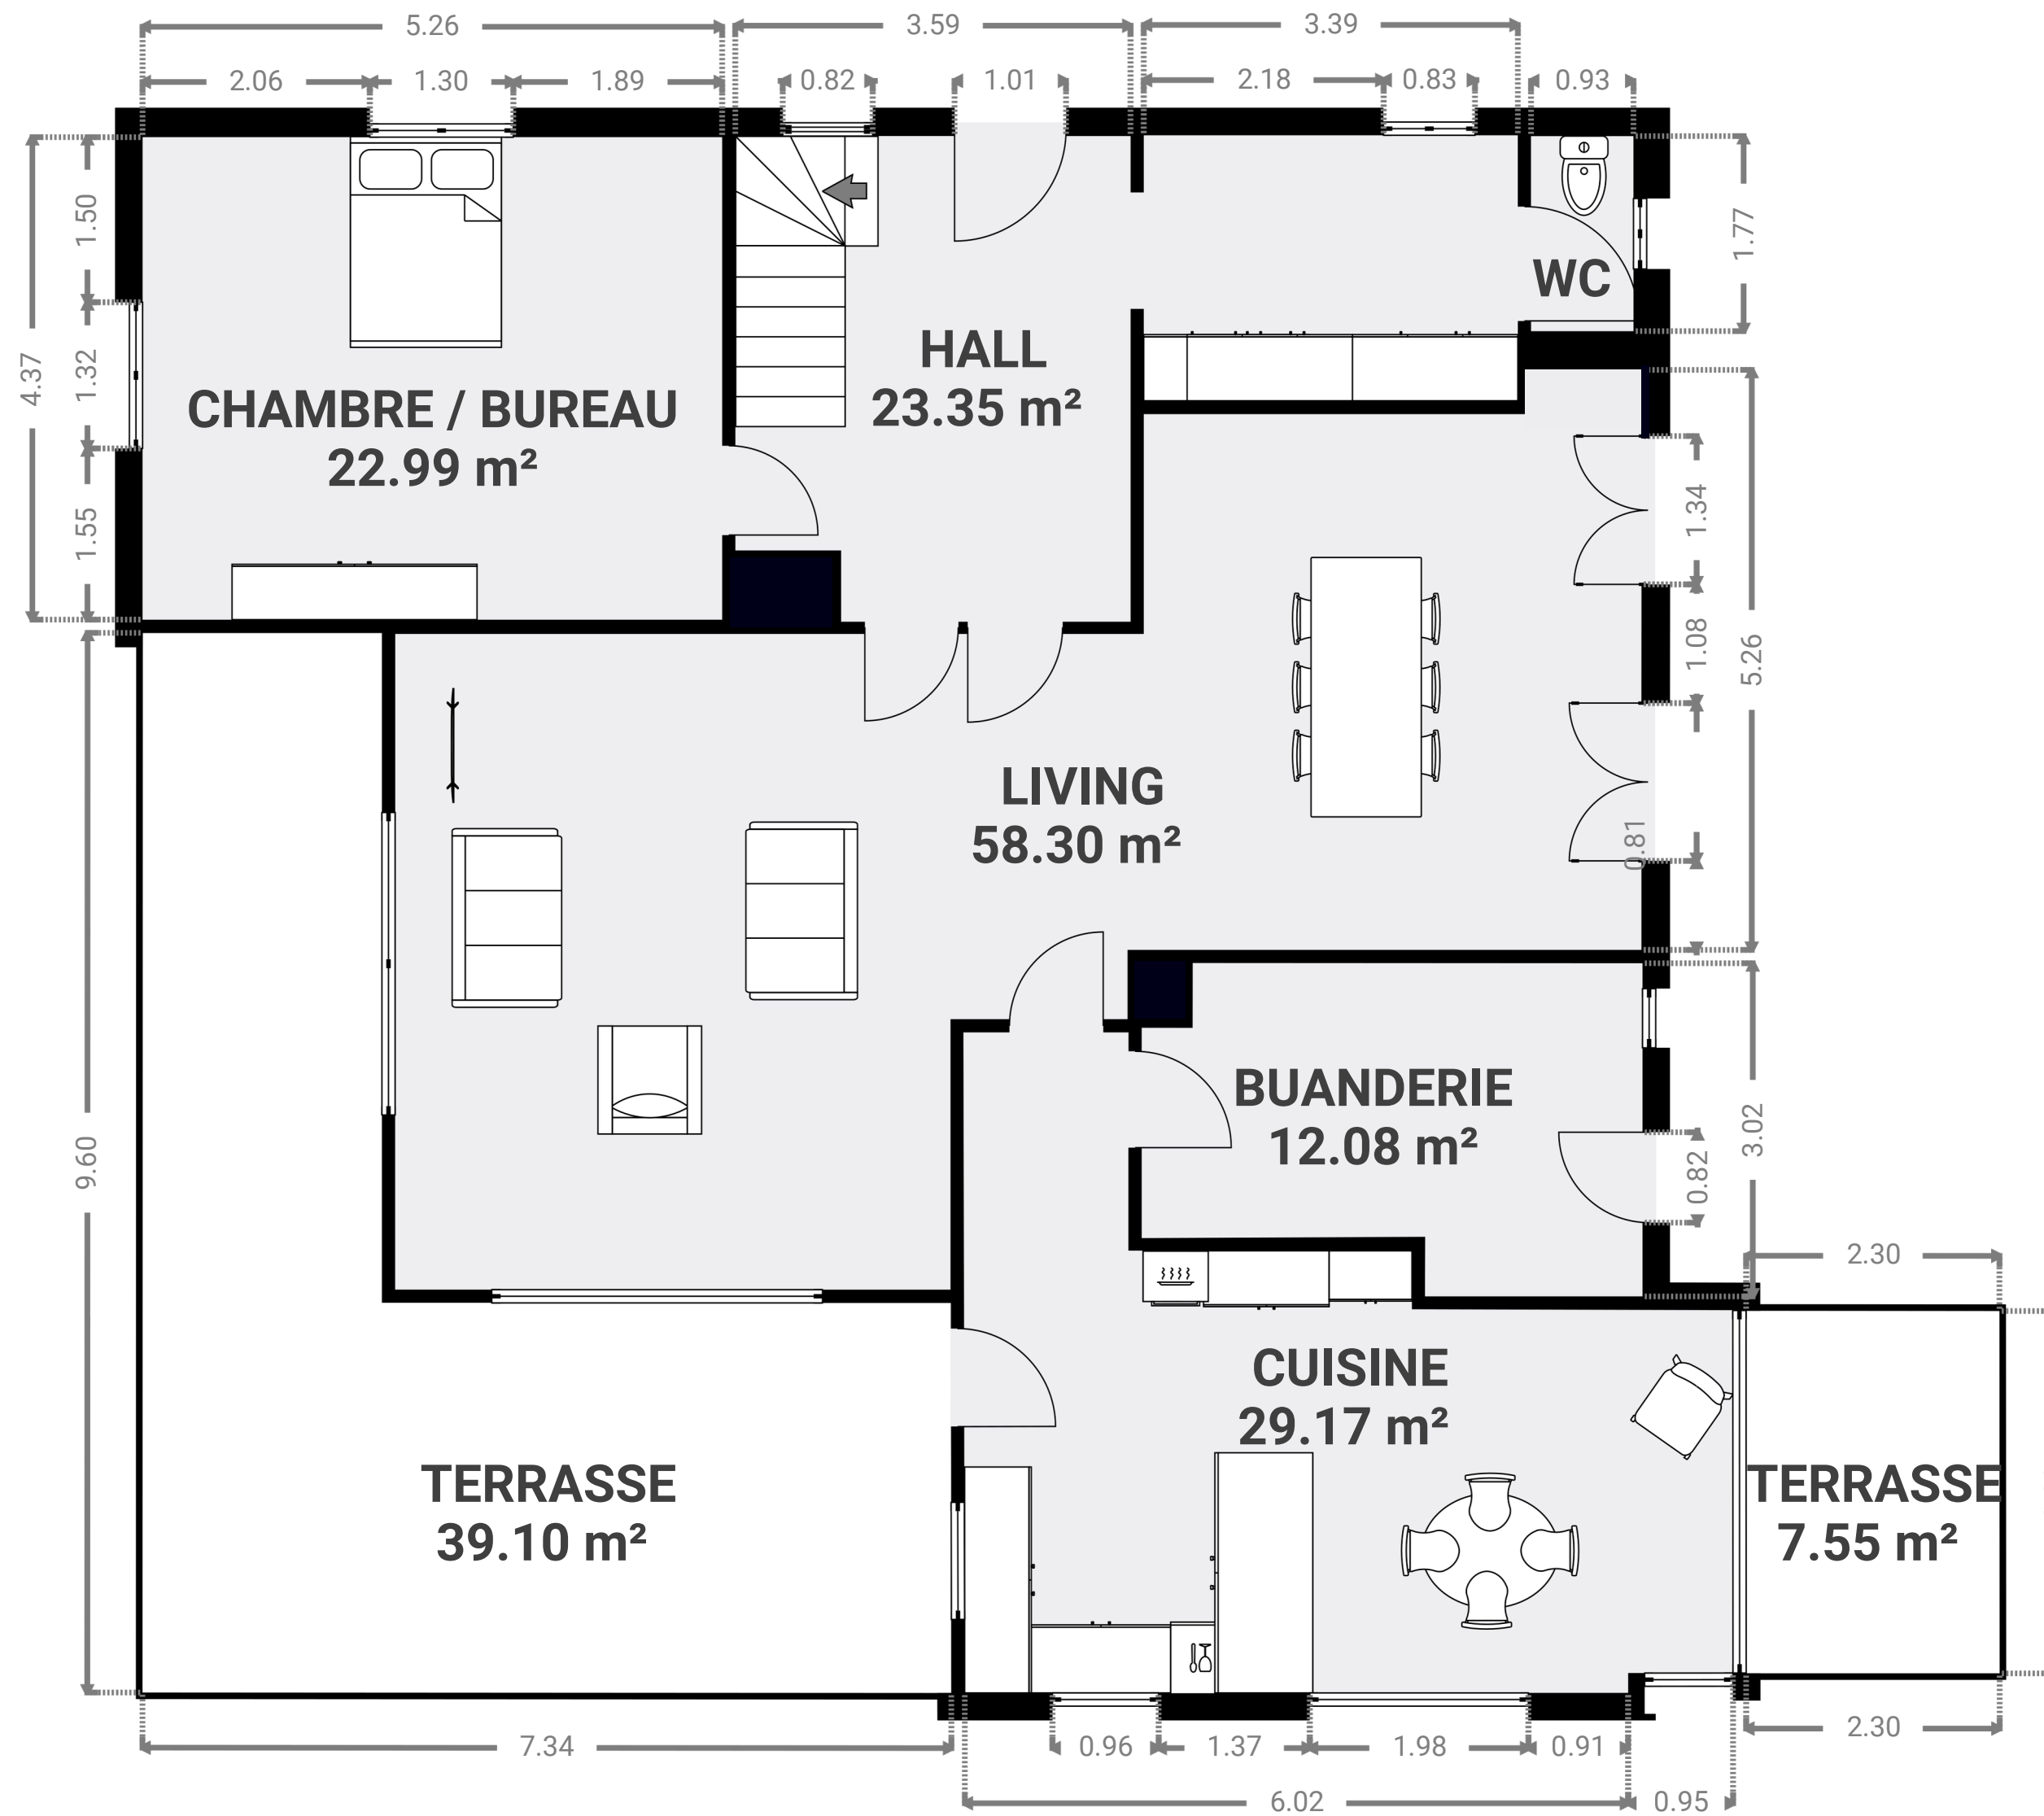 5.26
3.59
3.39
2.06
1.30
1.89
0.82
1.01
2.18
0.83
0.93
4.37
1.50
1.32
1.55
1.77
WC
HALL
23.35 m²
CHAMBRE / BUREAU
22.99 m²
1.34
1.08
5.26
0.81
LIVING
58.30 m²
9.60
BUANDERIE
12.08 m²
3.02
0.82
2.30
CUISINE
29.17 m²
TERRASSE
39.10 m²
TERRASSE
7.55 m²
7.34
0.96
1.37
1.98
0.91
2.30
6.02
0.95